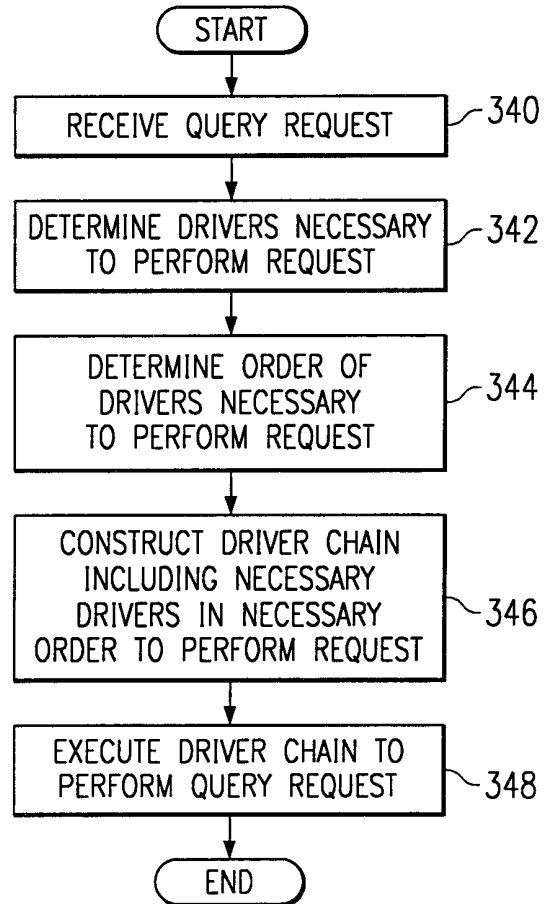 START
RECEIVE QUERY REQUEST
340
DETERMINE DRIVERS NECESSARY
TO PERFORM REQUEST
342
DETERMINE ORDER OF
DRIVERS NECESSARY
TO PERFORM REQUEST
344
CONSTRUCT DRIVER CHAIN
INCLUDING NECESSARY
DRIVERS IN NECESSARY
ORDER TO PERFORM REQUEST
346
EXECUTE DRIVER CHAIN TO
PERFORM QUERY REQUEST
348
END